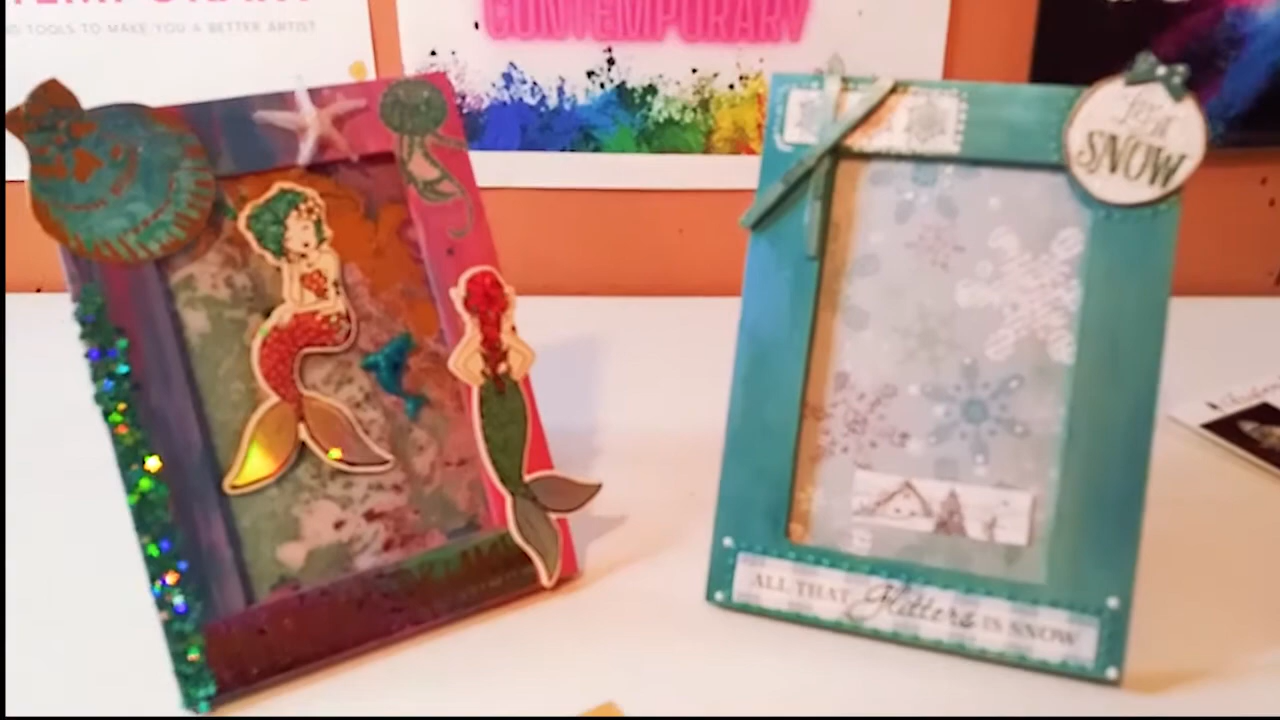 TOOLS TO MAKE YOU A BETTER ARTIST
CONTEMPORARY
let it
SNOW
ALL THAT Glitters IS SNOW